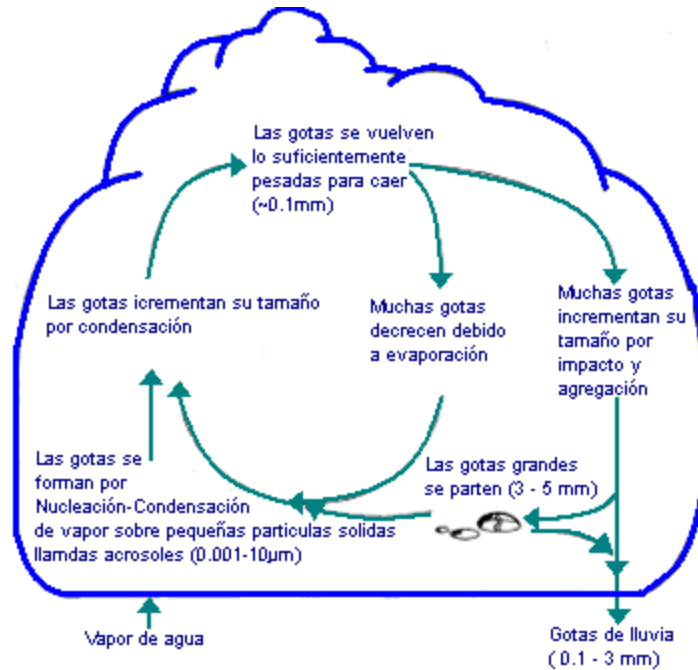 Las gotas se vuelven
lo suficientemente
pesadas para caer
(~0.1mm)
Las gotas icrementan su tamaño
por condensación
Muchas gotas
decrecen debido
a evaporación
Muchas gotas
incrementan su
tamaño por
impacto y
agregación
Las gotas se
forman por
Nucleación-Condensación
de vapor sobre pequeñas particulas solidas
llamdas acrosoles (0.001-10µm)
Las gotas grandes
se parten (3 - 5 mm)
Vapor de agua
Gotas de lluvia
( 0.1 - 3 mm)